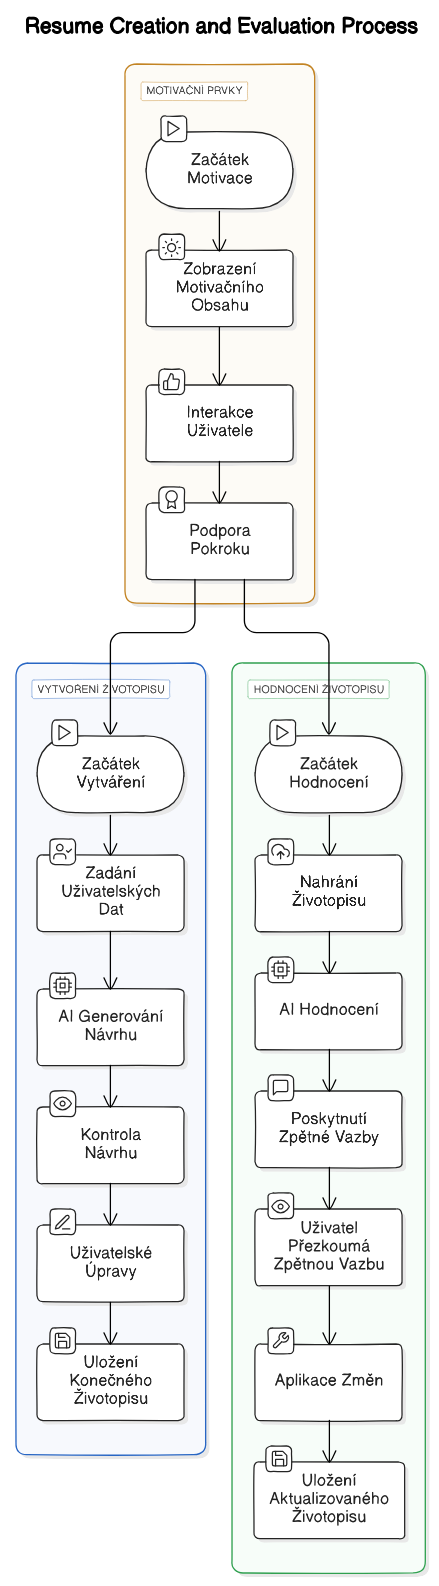 Resume Creation and Evaluation Process
MOTIVAČNÍ PRVKY
Začátek
Motivace
Zobrazení
Motivačního
Obsahu
Interakce
Uživatele
Podpora
Pokroku
VYTVOŘENÍ ŽIVOTOPISU
Začátek
Vytváření
Zadání
Uživatelských
Dat
AI Generování
Návrhu
Kontrola
Návrhu
Uživatelské
Úpravy
Uložení
Konečného
Životopisu
HODNOCENÍ ŽIVOTOPISU
Začátek
Hodnocení
Nahrání
Životopisu
AI Hodnocení
Poskytnutí
Zpětné Vazby
Uživatel
Přezkoumá
Zpětnou Vazbu
Aplikace Změn
Uložení
Aktualizovaného
Životopisu